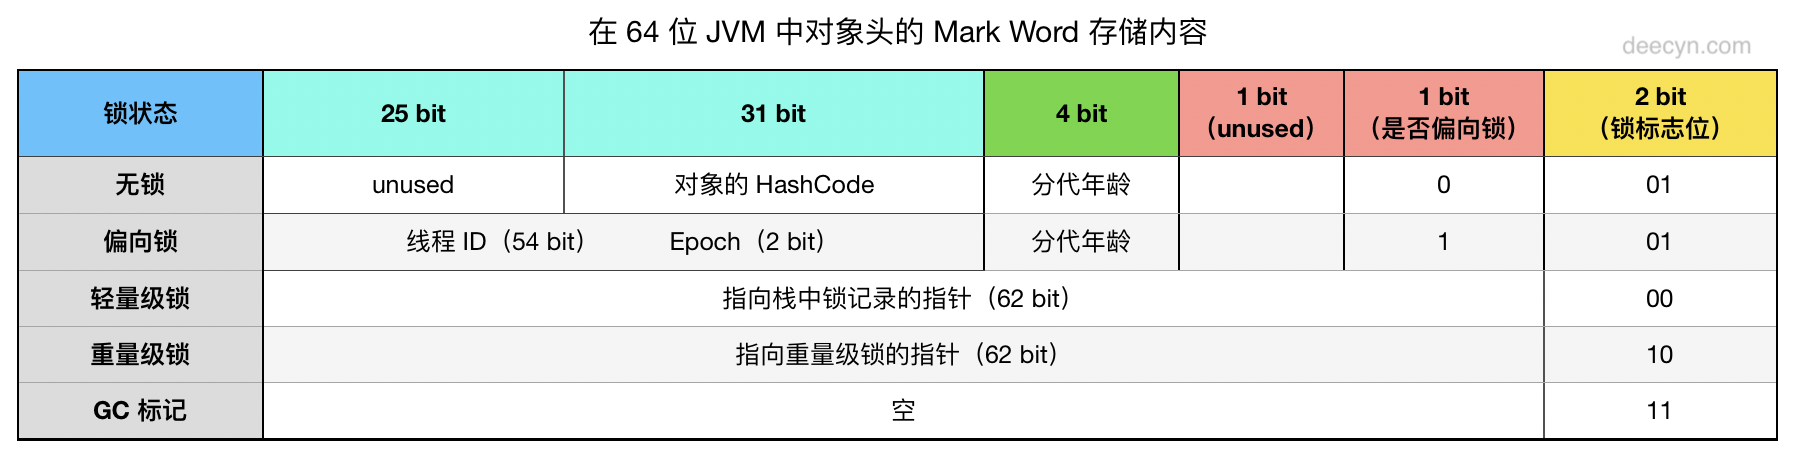 在 64 位 JVM 中对象头的 Mark Word 存储内容
deecyn.com
锁状态 25 bit 31 bit 4 bit 1 bit (unused) 1 bit (是否偏向锁) 2 bit (锁标志位)
无锁 unused 对象的 HashCode 分代年龄 0 01
偏向锁 线程 ID（54 bit） Epoch（2 bit） 分代年龄 1 01
轻量级锁 指向栈中锁记录的指针（62 bit） 00
重量级锁 指向重量级锁的指针（62 bit） 10
GC 标记 空 11